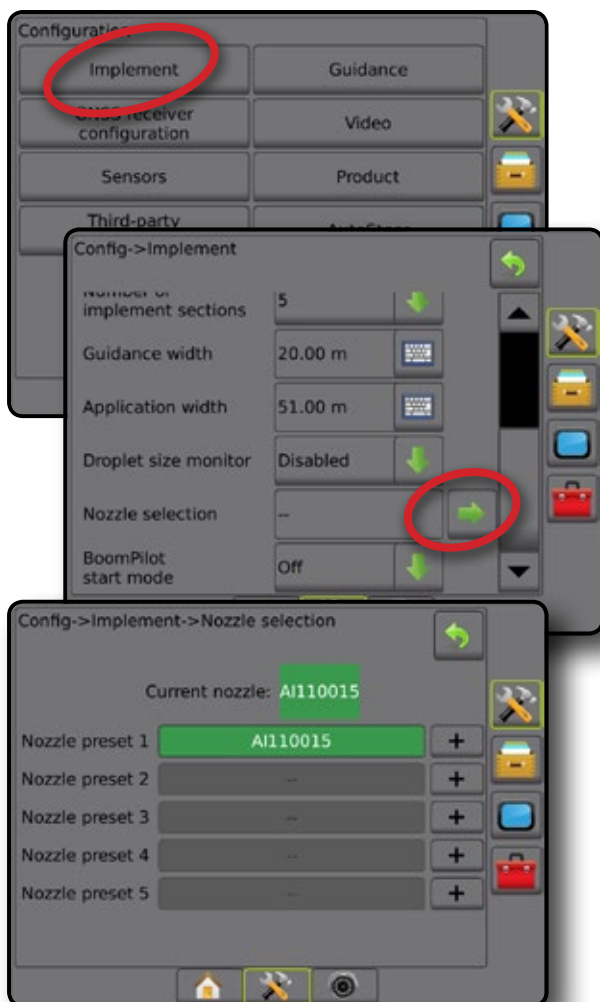 Configuration
Implement
Guidance
GNSS receiver
configuration
Video
Sensors
Product
Third-party
Config->Implement
Number of
implement sections
5
Guidance width
20.00 m
Application width
51.00 m
Droplet size monitor
Disabled
Nozzle selection
--
BoomPilot
start mode
Off
Config->Implement->Nozzle selection
Current nozzle: AI110015
Nozzle preset 1 AI110015 +
Nozzle preset 2 -- +
Nozzle preset 3 -- +
Nozzle preset 4 -- +
Nozzle preset 5 -- +